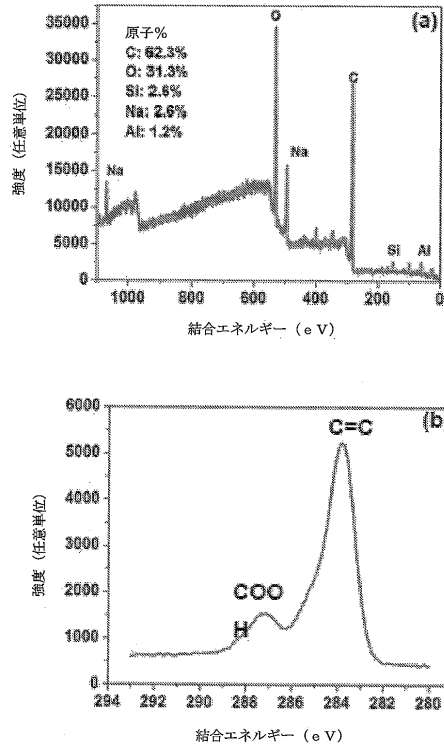 (a)
原子%
C: 62.3%
O: 31.3%
Si: 2.6%
Na: 2.6%
Al: 1.2%
O
Na
Na
C
Si
Al
35000
30000
25000
20000
15000
10000
5000
0
1000
800
600
400
200
0
強度（任意単位）
結合エネルギー（eV）
(b
C=C
COO
H
6000
5000
4000
3000
2000
1000
0
294
292
290
288
286
284
282
280
強度（任意単位）
結合エネルギー（eV）